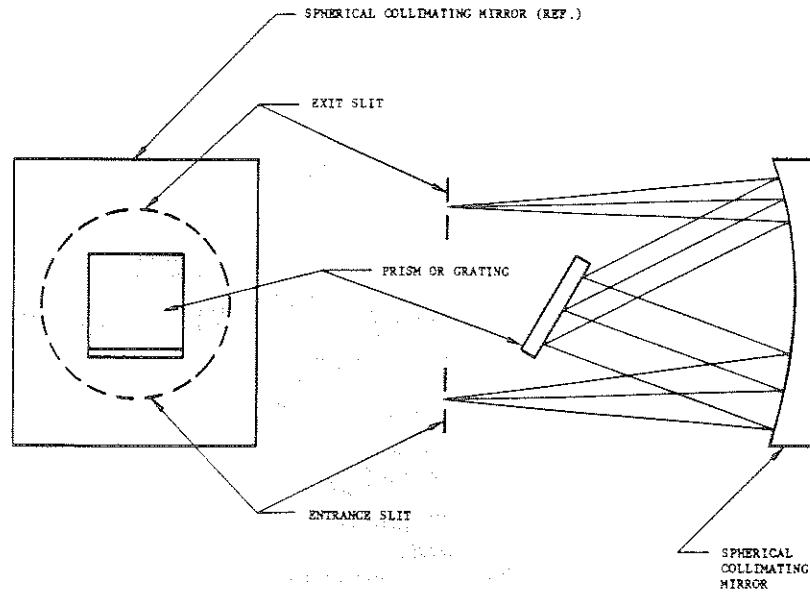 SPHERICAL COLLIMATING MIRROR (REF.)
EXIT SLIT
PRISM OR GRATING
ENTRANCE SLIT
SPHERICAL
COLLIMATING
MIRROR